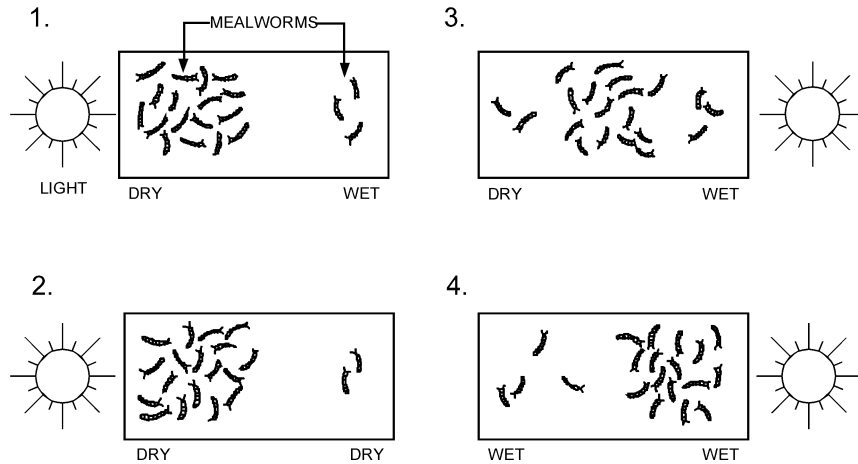 1.
MEALWORMS
3.
LIGHT
DRY
WET
DRY
WET
2.
4.
DRY
DRY
WET
WET